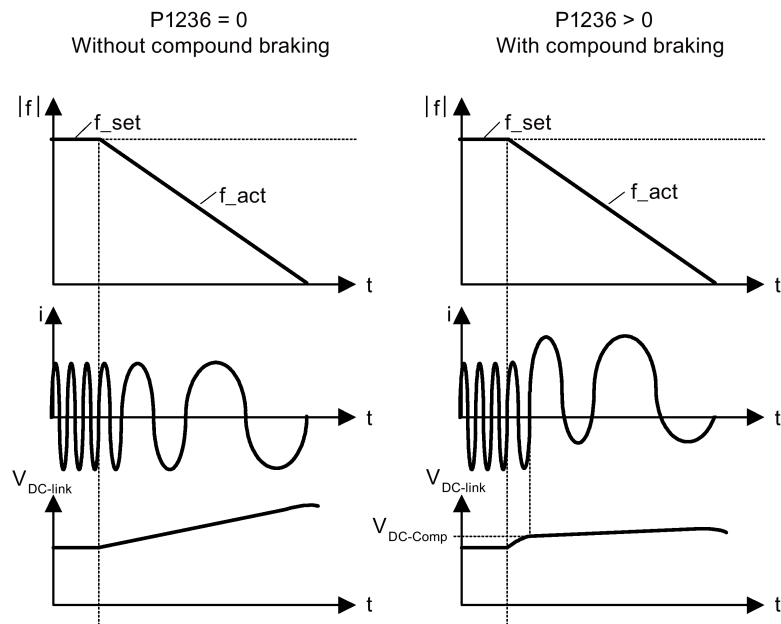 P1236 = 0
Without compound braking
|f|
f_set
f_act
t
i
t
V DC-link
t
P1236 > 0
With compound braking
|f|
f_set
f_act
t
i
t
V DC-link
V DC-Comp
t